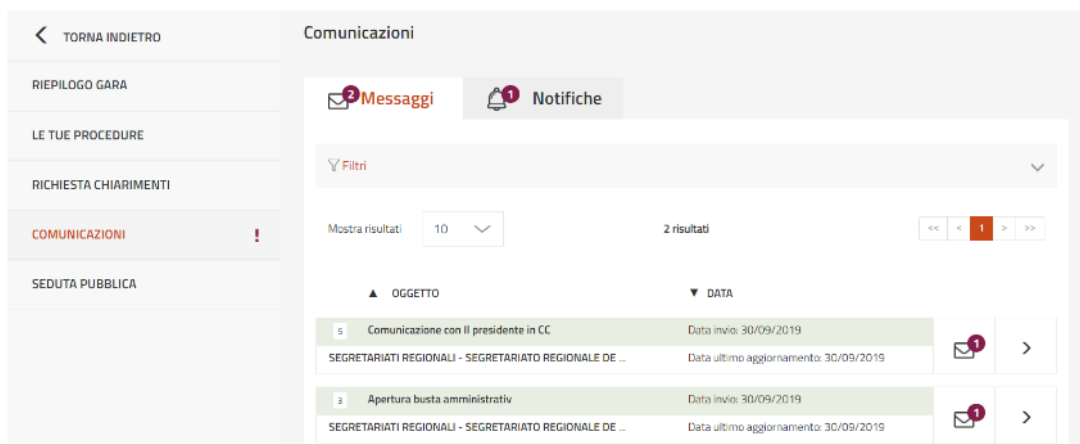 TORNA INDIETRO
RIEPILOGO GARA
LE TUE PROCEDURE
RICHIESTA CHIARIMENTI
COMUNICAZIONI !
SEDUTA PUBBLICA
Comunicazioni
2 Messaggi 1 Notifiche
Filtri
Mostra risultati 10 2 risultati << < 1 > >>
▲ OGGETTO ▼ DATA
5 Comunicazione con Il presidente in CC Data invio: 30/09/2019
1 >
SEGRETARIATI REGIONALI - SEGRETARIATO REGIONALE DE ... Data ultimo aggiornamento: 30/09/2019
3 Apertura busta amministrativ Data invio: 30/09/2019
1 >
SEGRETARIATI REGIONALI - SEGRETARIATO REGIONALE DE ... Data ultimo aggiornamento: 30/09/2019